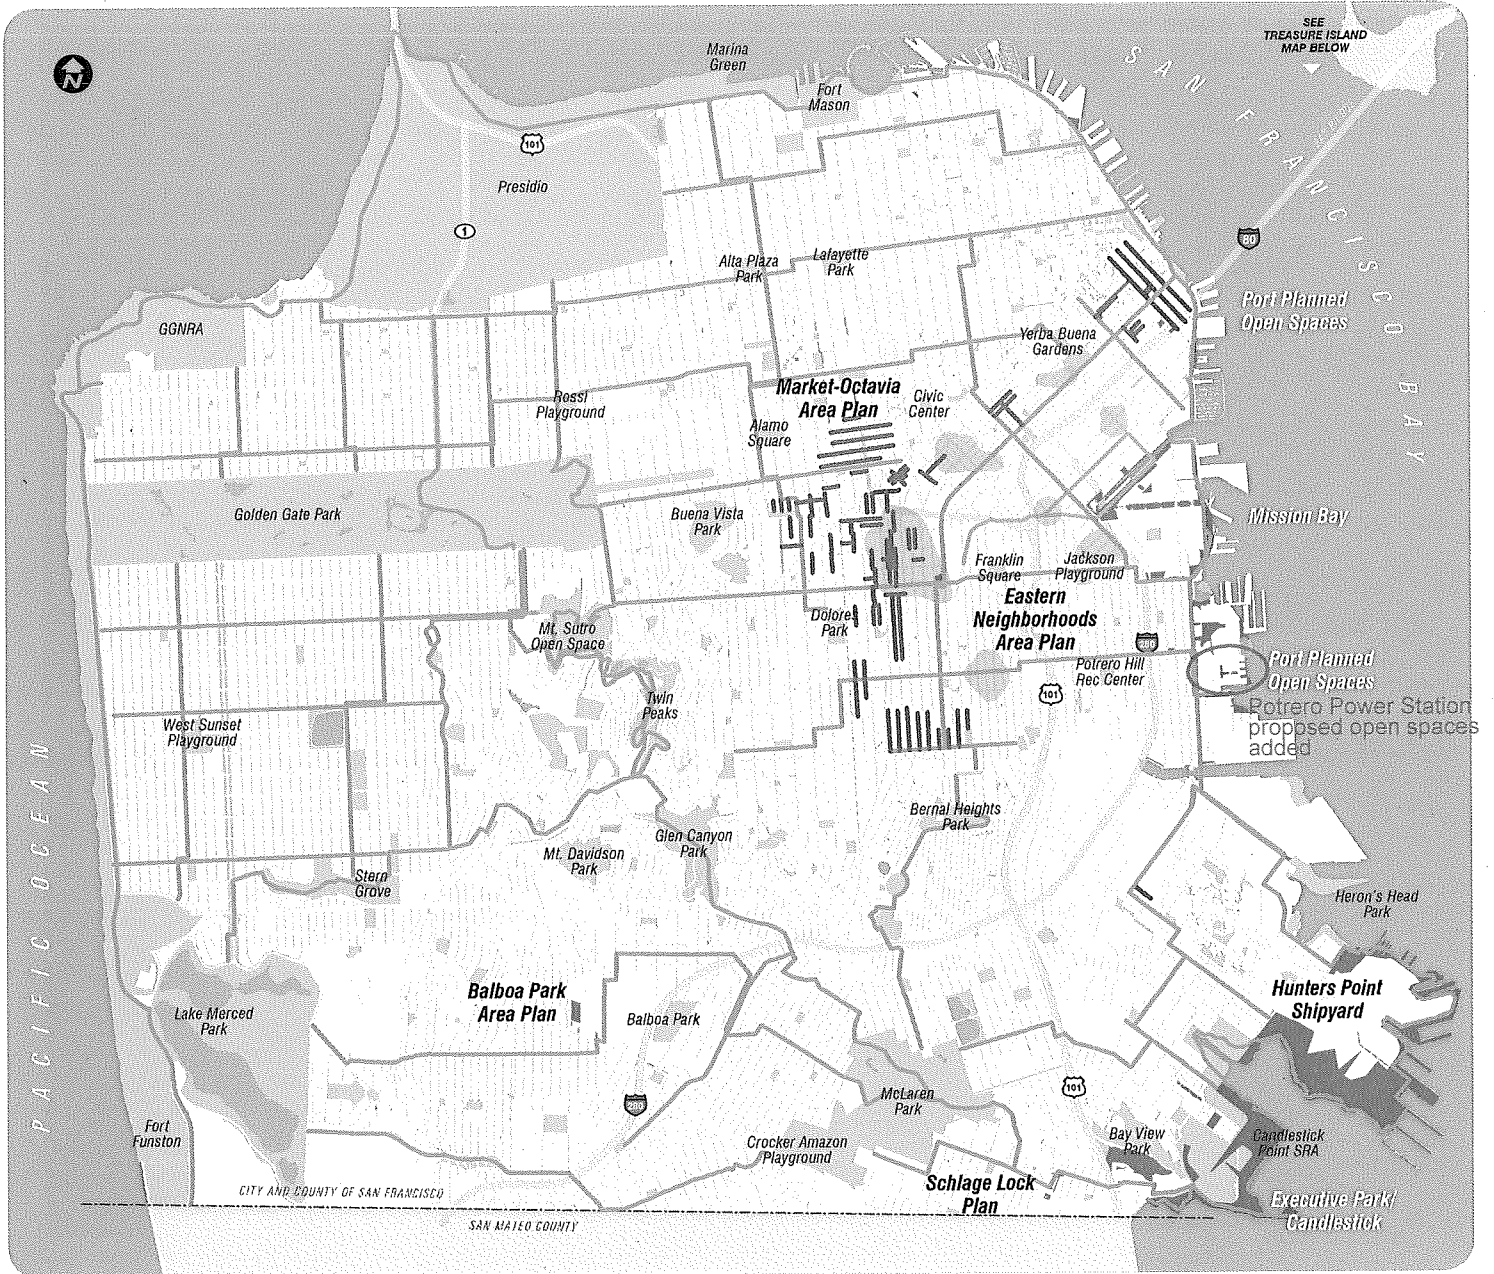 SEE
TREASURE ISLAND
MAP BELOW
N
Marina
Green
SAN FRANCISCO BAY
Fort
Mason
101
Presidio
1
80
Alta Plaza
Park
Lafayette
Park
Port Planned
Open Spaces
GGNRA
Yerba Buena
Gardens
Rossi
Playground
Market-Octavia
Area Plan
Civic
Center
Alamo
Square
Golden Gate Park
Buena Vista
Park
Mission Bay
Franklin
Square
Jackson
Playground
Eastern
Neighborhoods
Area Plan
Dolores
Park
Mt. Sutro
Open Space
280
Potrero Hill
Rec Center
Port Planned
Open Spaces
101
Twin
Peaks
Potrero Power Station
proposed open spaces
added
West Sunset
Playground
PACIFIC OCEAN
Bernal Heights
Park
Glen Canyon
Park
Mt. Davidson
Park
Stern
Grove
Heron's Head
Park
Balboa Park
Area Plan
Hunters Point
Shipyard
Lake Merced
Park
Balboa Park
101
280
McLaren
Park
Fort
Funston
Crocker Amazon
Playground
Bay View
Park
Candlestick
Point SRA
Schlage Lock
Plan
Executive Park/
Candlestick
CITY AND COUNTY OF SAN FRANCISCO
SAN MATEO COUNTY